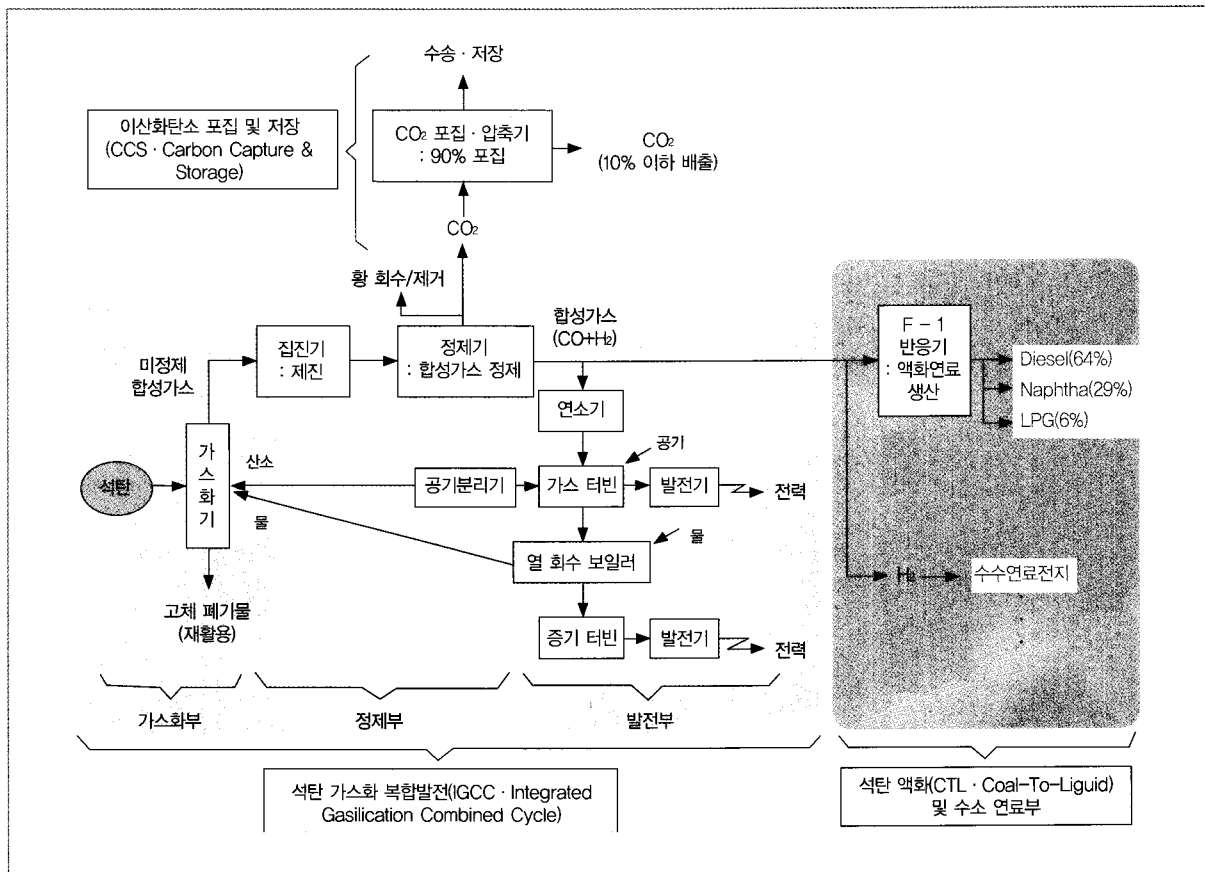 수송 · 저장
이산화탄소 포집 및 저장
(CCS · Carbon Capture &
Storage)
CO₂ 포집 · 압축기
: 90% 포집
CO₂
(10% 이하 배출)
CO₂
황 회수/제거
미정제
합성가스
집진기
: 제진
정제기
: 합성가스 정제
합성가스
(CO+H₂)
연소기
F - 1
반응기
: 액화연료
생산
Diesel(64%)
Naphtha(29%)
LPG(6%)
석탄
가
스
화
기
산소
물
공기분리기
공기
가스 터빈
발전기
전력
물
열 회수 보일러
증기 터빈
발전기
전력
H₂
수수연료전지
고체 폐기물
(재활용)
가스화부
정제부
발전부
석탄 가스화 복합발전(IGCC · Integrated
Gasilication Combined Cycle)
석탄 액화(CTL · Coal-To-Liguid)
및 수소 연료부